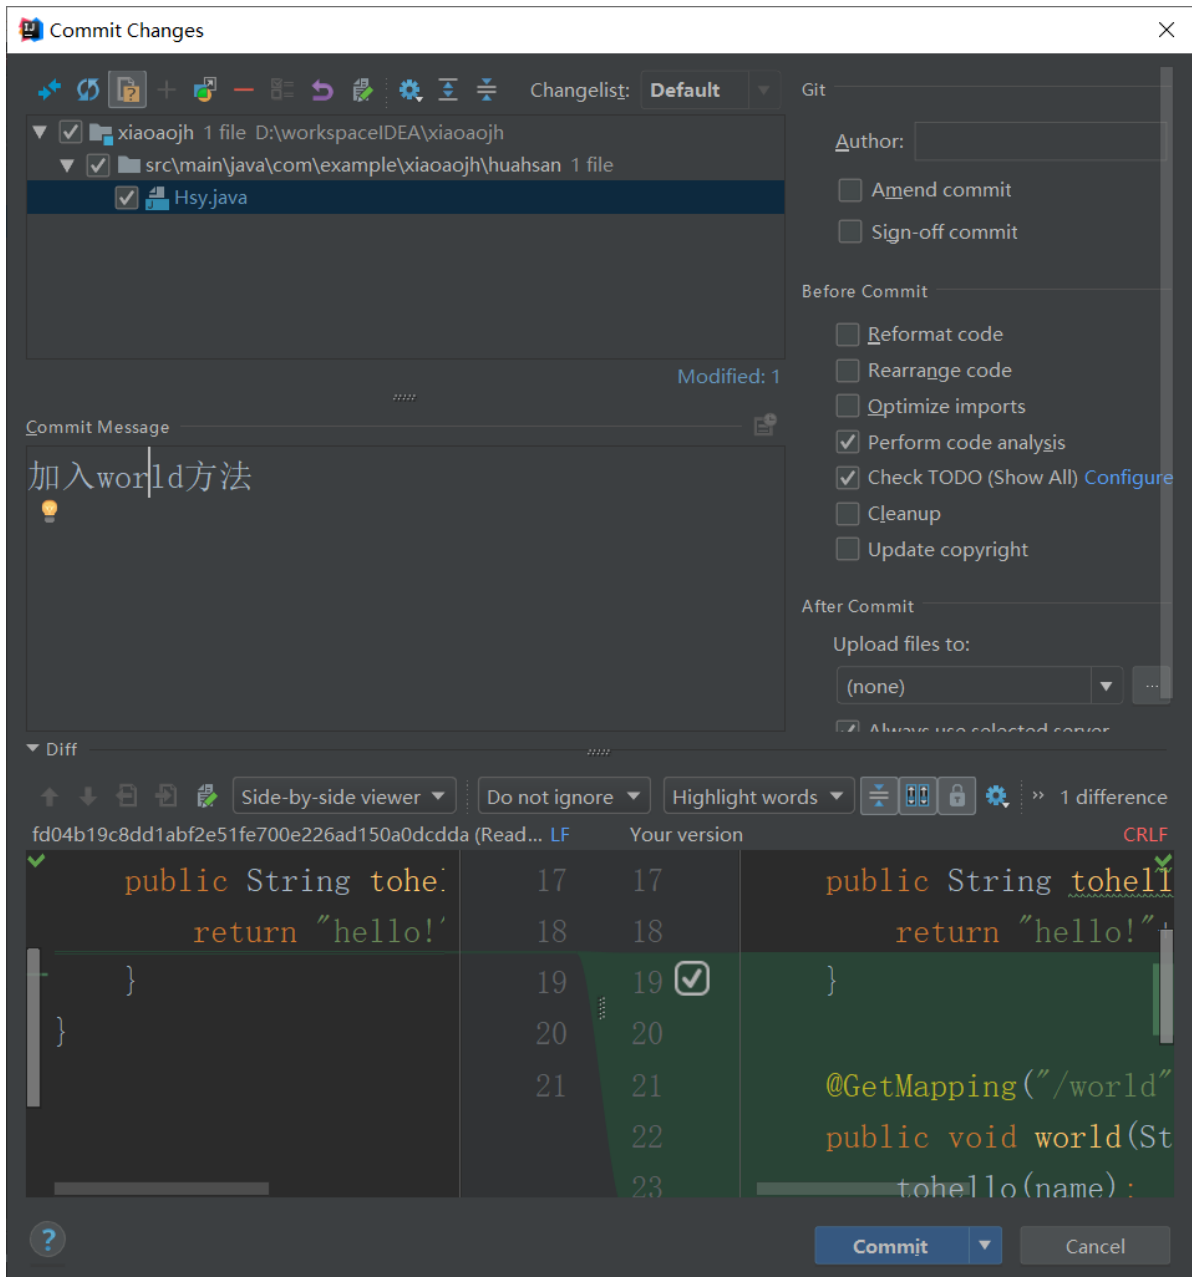 Commit Changes
Changelist: Default
xiaoaojh 1 file D:\workspaceIDEA\xiaoaojh
src\main\java\com\example\xiaoaojh\huahsan 1 file
Hsy.java
Modified: 1
Commit Message
加入world方法
Git
Author:
Amend commit
Sign-off commit
Before Commit
Reformat code
Rearrange code
Optimize imports
Perform code analysis
Check TODO (Show All) Configure
Cleanup
Update copyright
After Commit
Upload files to:
(none)
...
Always use selected server
Diff
Side-by-side viewer Do not ignore Highlight words 1 difference
fd04b19c8dd1abf2e51fe700e226ad150a0dcdda (Read... LF Your version CRLF
public String tohel 17 17 public String tohell
return "hello!" 18 18 return "hello!"+
} 19 19 }
} 20 20
21 21 @GetMapping("/world"
22 public void world(St
23 tohello(name);
? Commit Cancel